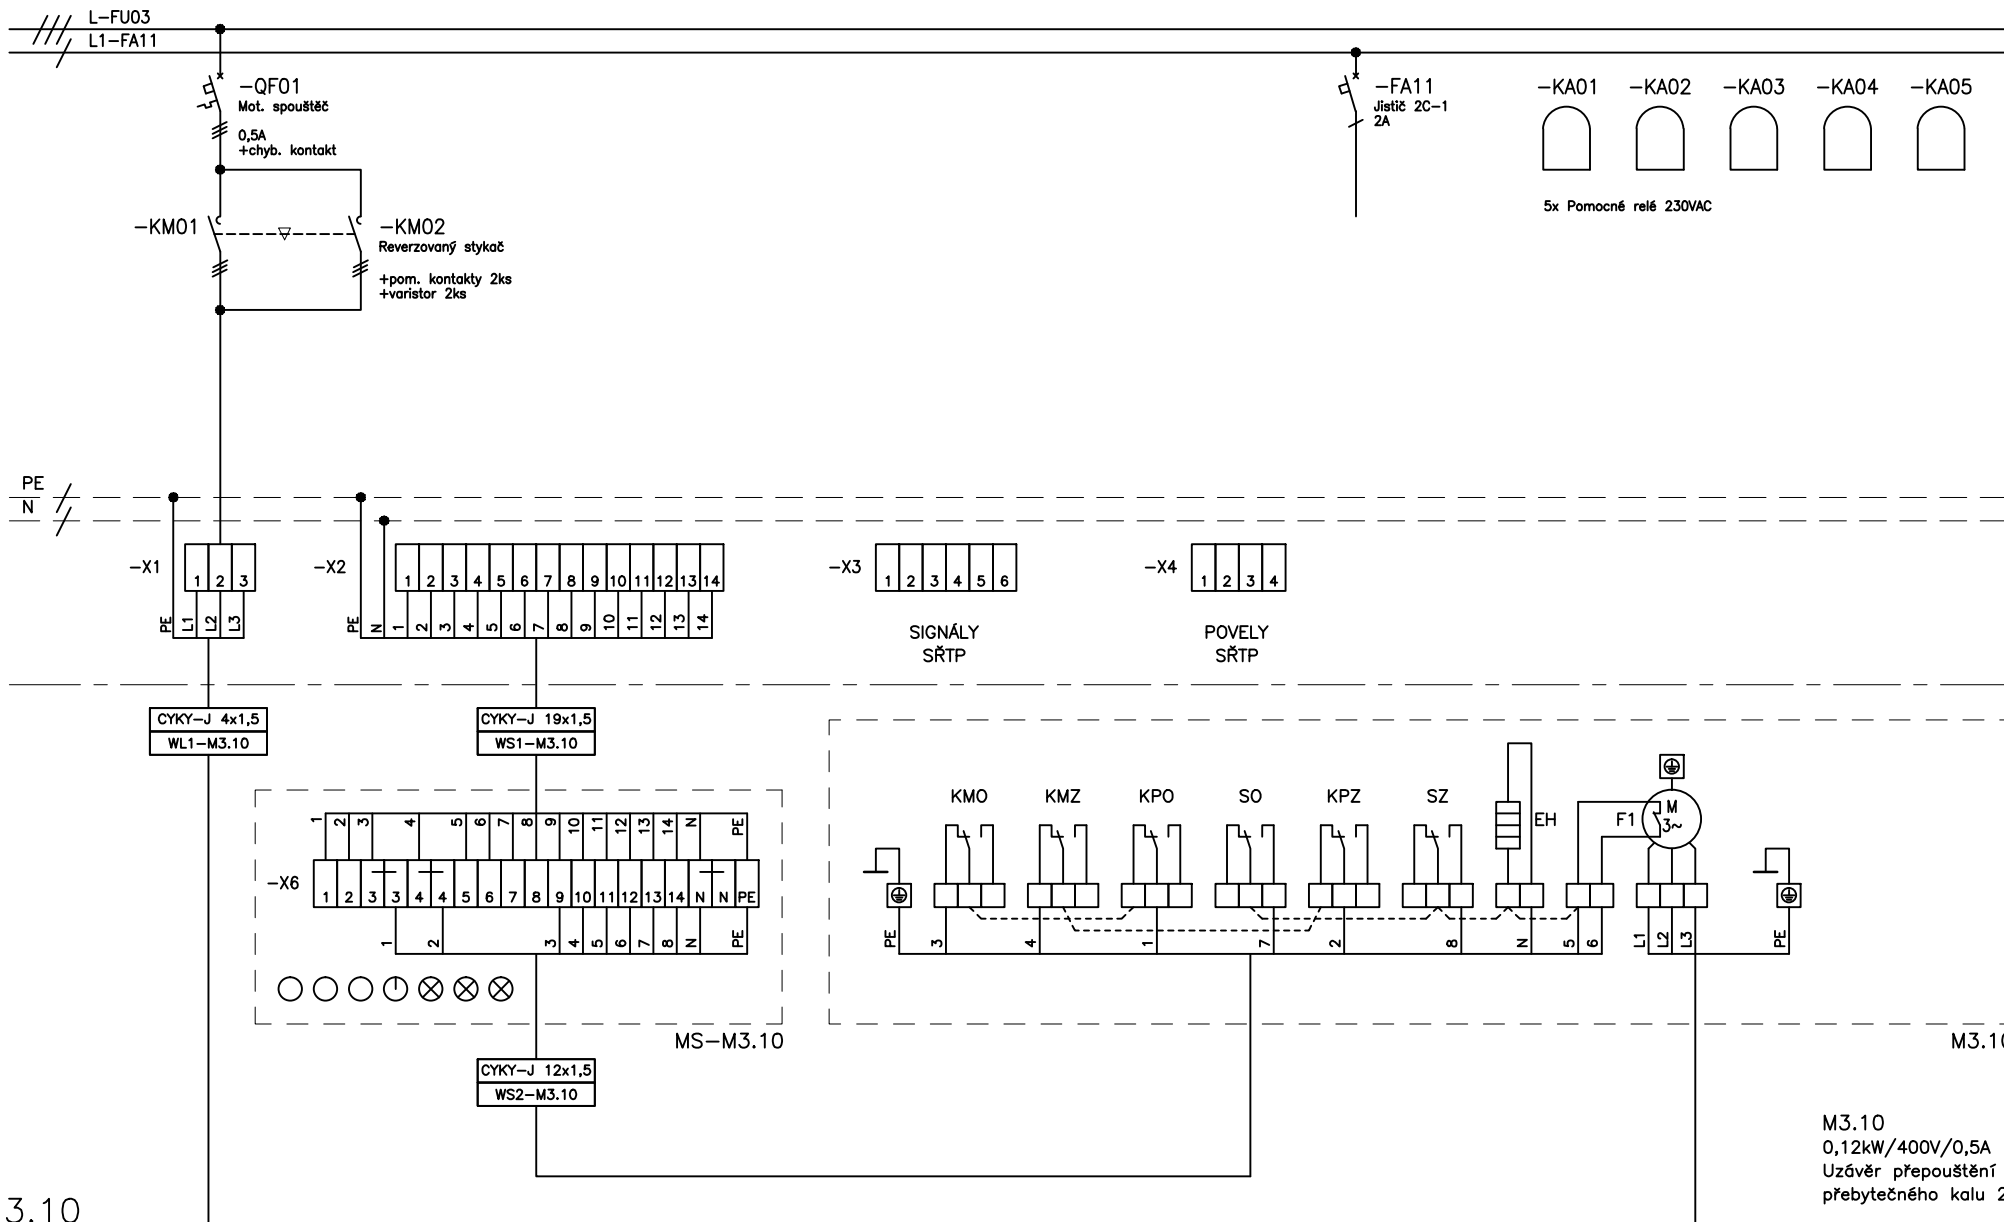 L-FU03
L1-FA11
-QF01
Mot. spouštěč
0,5A
+chyb. kontakt
-FA11
Jistič 2C-1
2A
-KA01 -KA02 -KA03 -KA04 -KA05
5x Pomocné relé 230VAC
-KM01
-KM02
Reverzovaný stykač
+pom. kontakty 2ks
+varistor 2ks
PE
N
-X1
1 2 3
PE L1 L2 L3
-X2
1 2 3 4 5 6 7 8 9 10 11 12 13 14
PE N 1 2 3 4 5 6 7 8 9 10 11 12 13 14
-X3
1 2 3 4 5 6
SIGNÁLY
SŘTP
-X4
1 2 3 4
POVELY
SŘTP
CYKY-J 4x1,5
WL1-M3.10
CYKY-J 19x1,5
WS1-M3.10
1 2 3 4 5 6 7 8 9 10 11 12 13 14 N PE
-X6
1 2 3 3 4 4 5 6 7 8 9 10 11 12 13 14 N N PE
1 2 3 4 5 6 7 8 N PE
MS-M3.10
CYKY-J 12x1,5
WS2-M3.10
KMO KMZ KPO SO KPZ SZ
EH
F1
M
3~
PE 3 4 1 7 2 8 N 5 6 L1 L2 L3 PE
M3.10
M3.10
0,12kW/400V/0,5A
Uzávěr přepouštění
přebytečného kalu 2
3.10